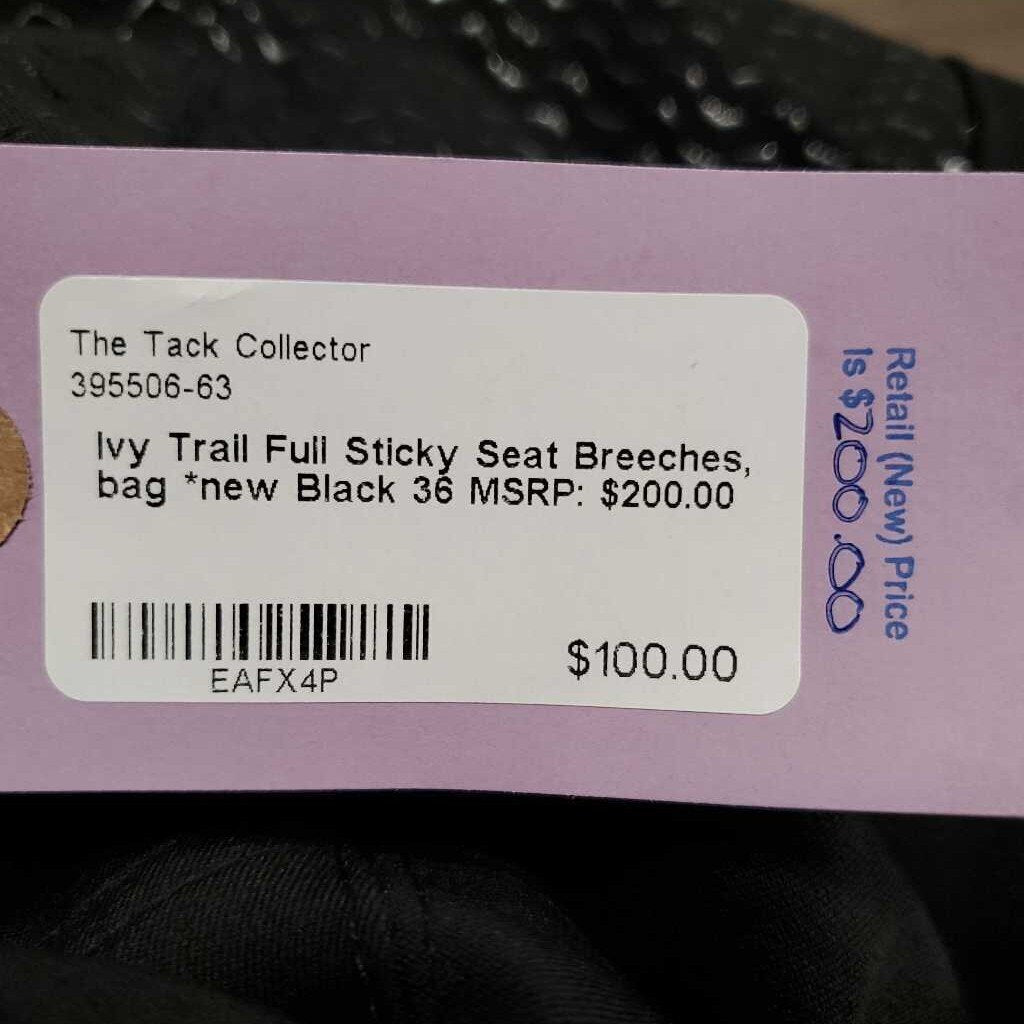 The Tack Collector
395506-63
Ivy Trail Full Sticky Seat Breeches,
bag *new Black 36 MSRP: $200.00
EAFX4P
$100.00
Retail (New) Price
Is $200.00